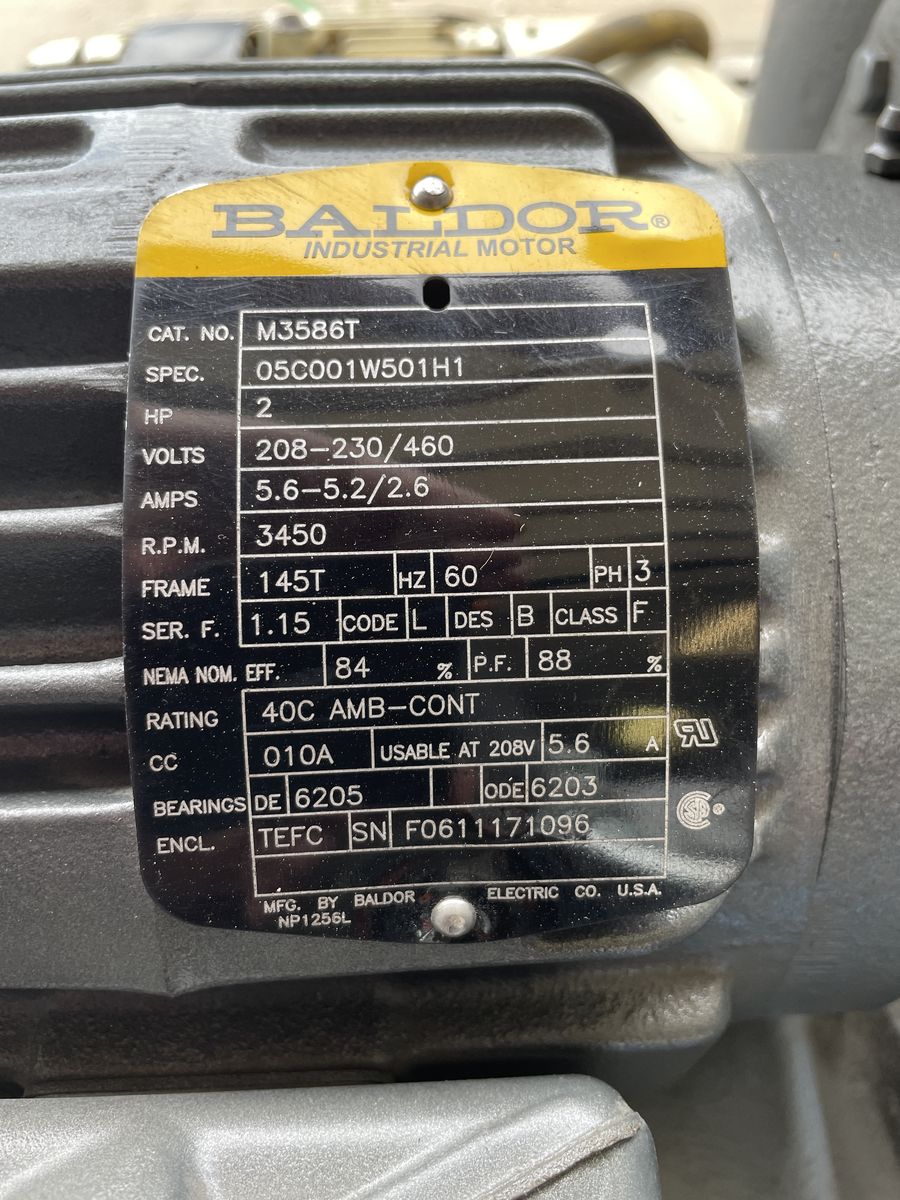 BALDOR®
INDUSTRIAL MOTOR
CAT. NO. M3586T
SPEC. 05C001W501H1
HP 2
VOLTS 208-230/460
AMPS 5.6-5.2/2.6
R.P.M. 3450
FRAME 145T HZ 60 PH 3
SER. F. 1.15 CODE L DES B CLASS F
NEMA NOM. EFF. 84 % P.F. 88 %
RATING 40C AMB-CONT
CC 010A USABLE AT 208V 5.6 A
BEARINGS DE 6205 ODE 6203
ENCL. TEFC SN F0611171096
MFG. BY BALDOR ELECTRIC CO. U.S.A.
NP1256L